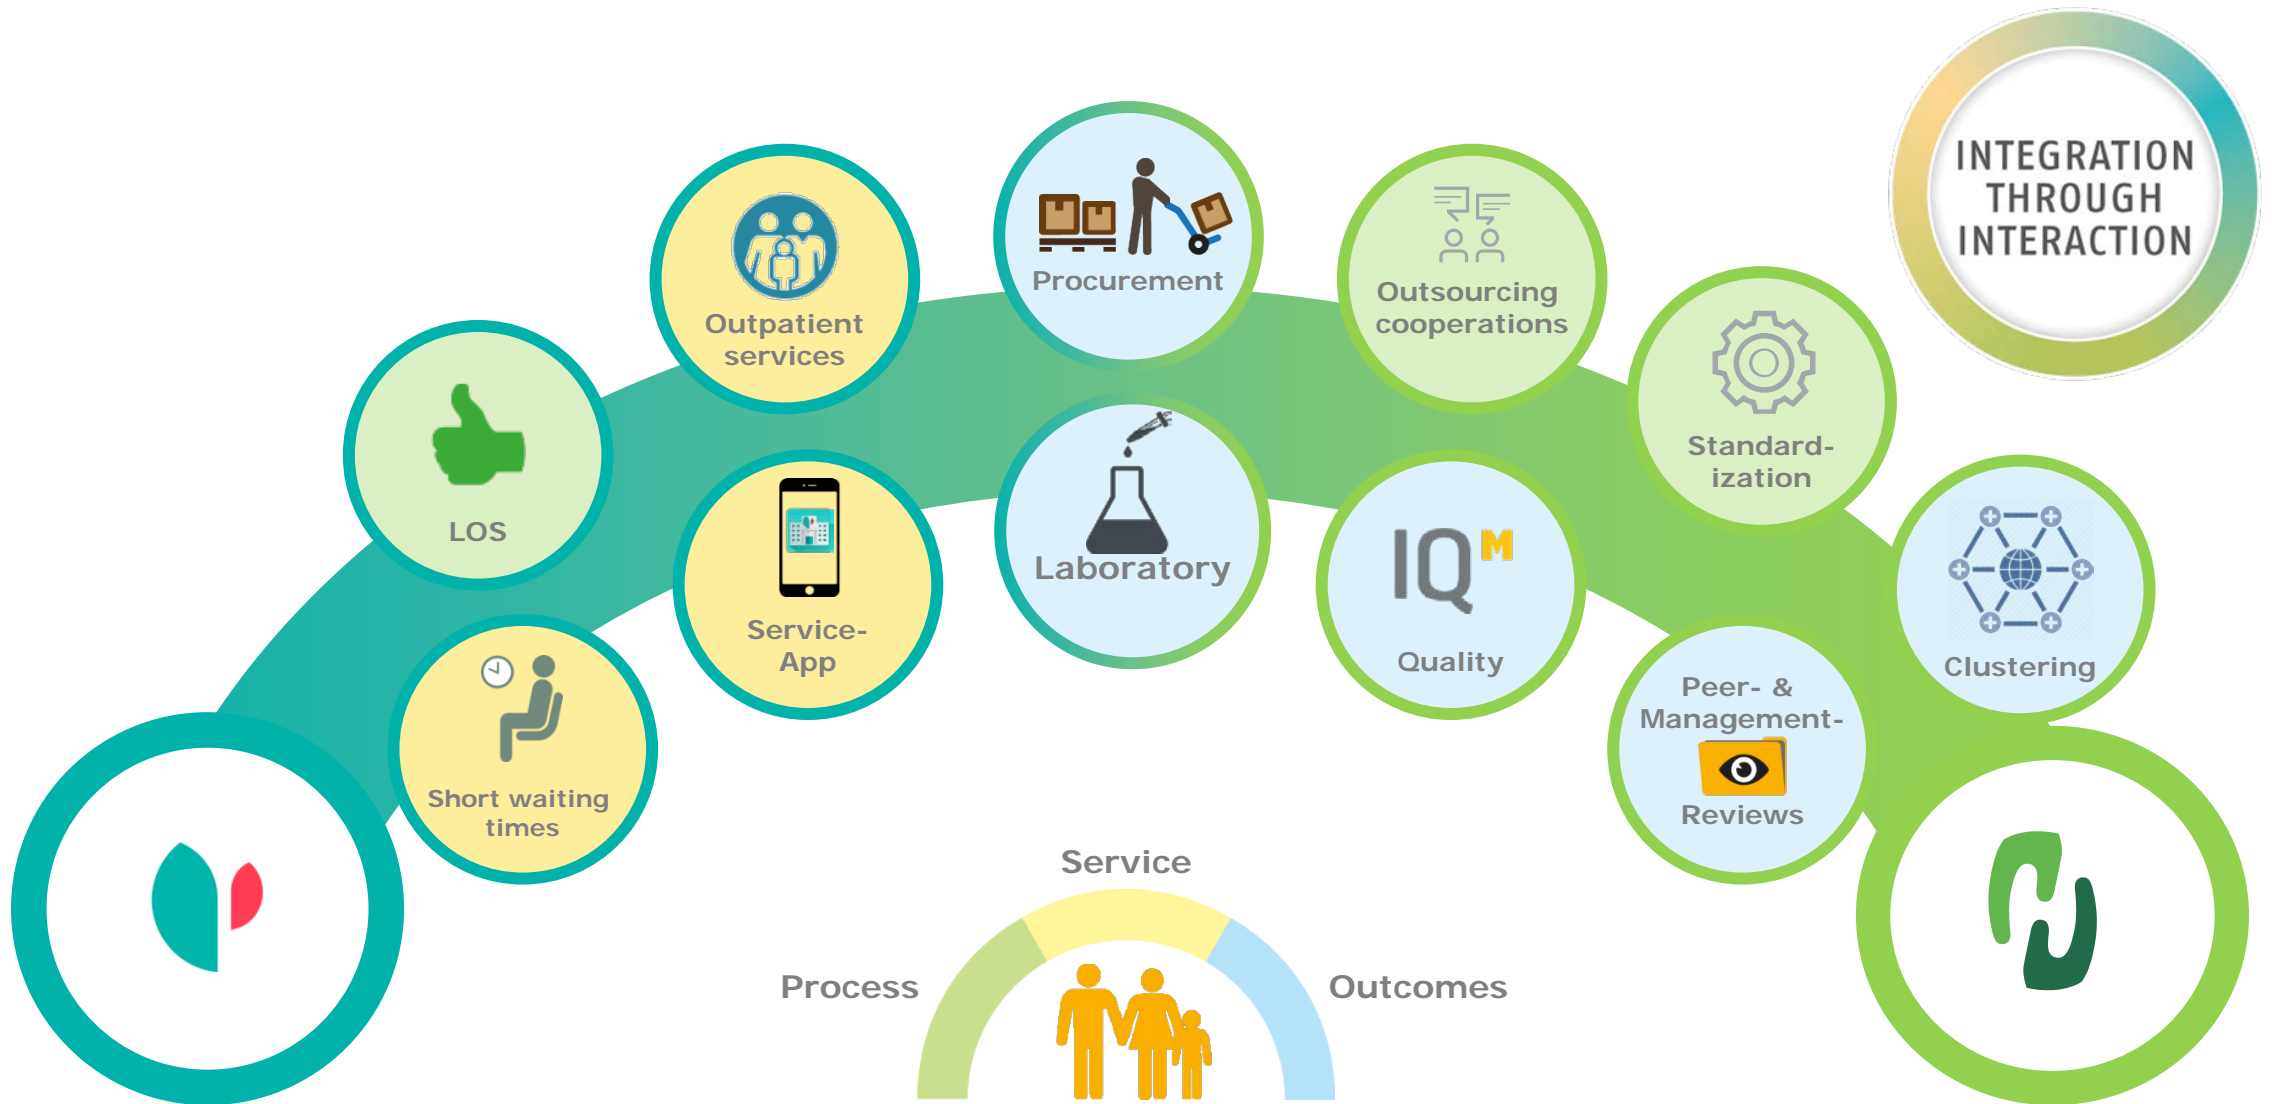 INTEGRATION
THROUGH
INTERACTION
Procurement
Outpatient
services
Outsourcing
cooperations
Standard-
ization
LOS
Service-
App
Laboratory
IQM
Quality
Clustering
Peer- &
Management-
Reviews
Short waiting
times
Service
Process
Outcomes